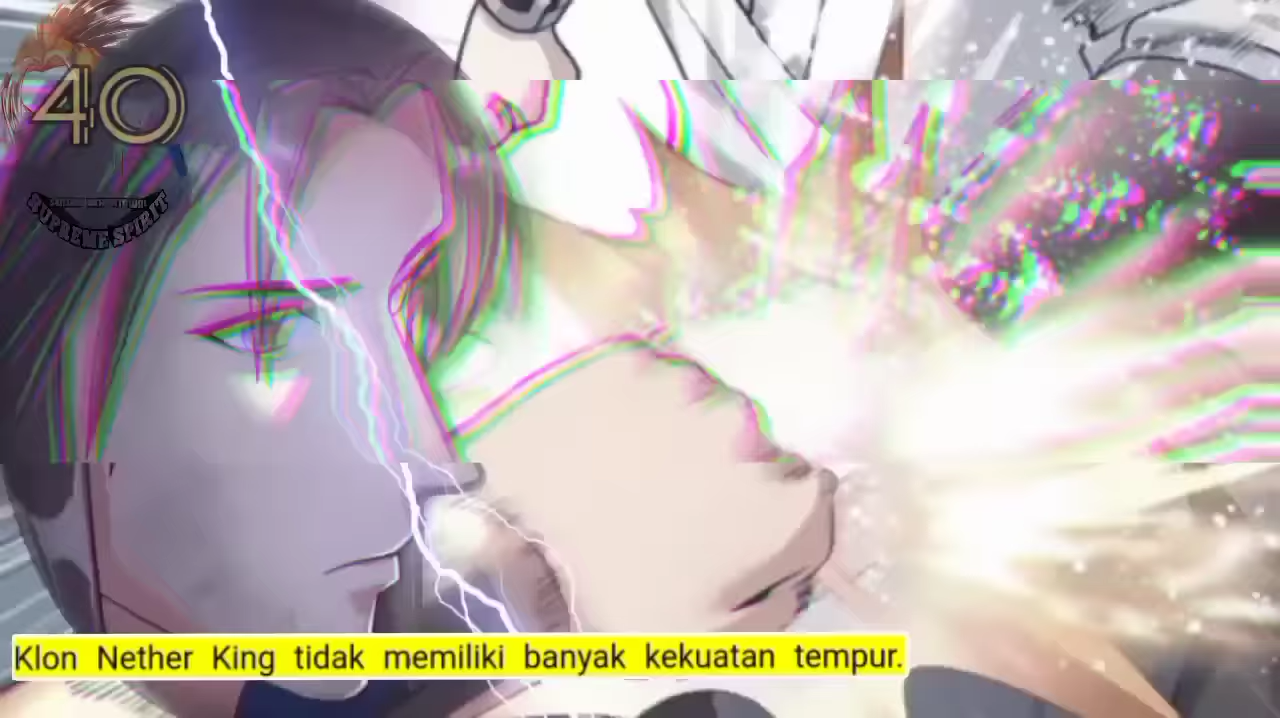 40
SUPREME SPIRIT
Klon Nether King tidak memiliki banyak kekuatan tempur.